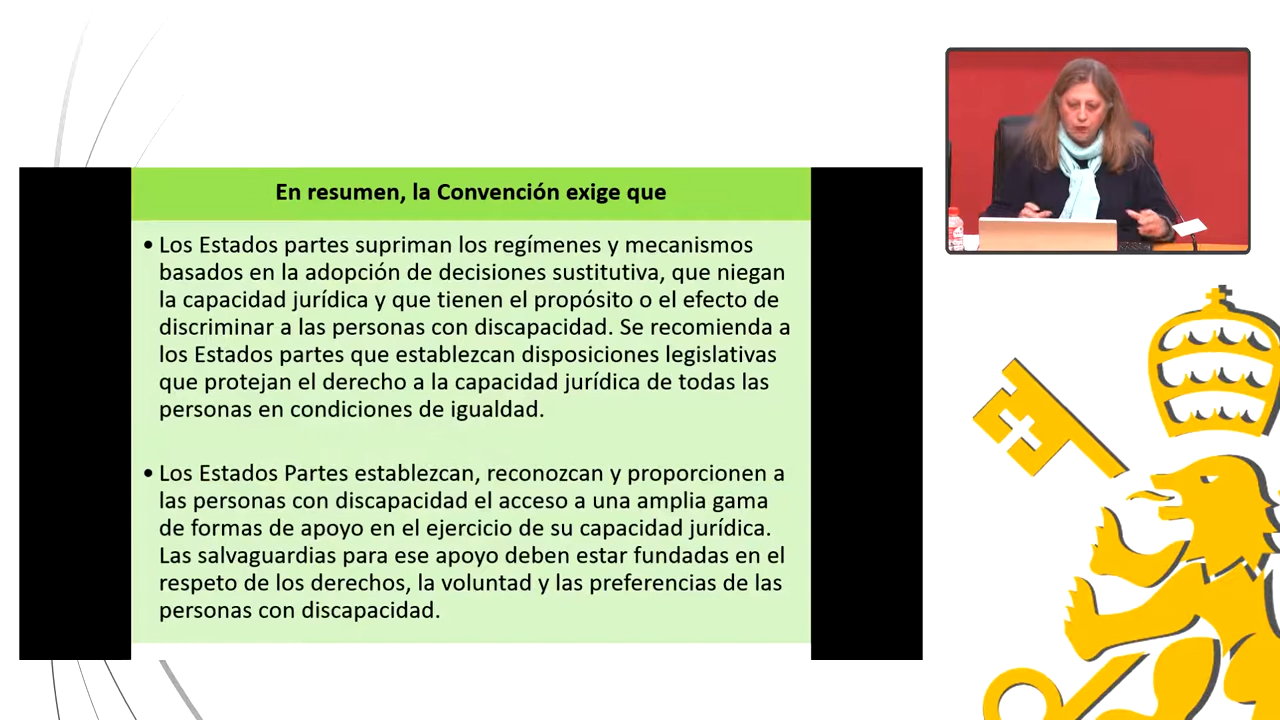 En resumen, la Convención exige que
• Los Estados partes supriman los regímenes y mecanismos
basados en la adopción de decisiones sustitutiva, que niegan
la capacidad jurídica y que tienen el propósito o el efecto de
discriminar a las personas con discapacidad. Se recomienda a
los Estados partes que establezcan disposiciones legislativas
que protejan el derecho a la capacidad jurídica de todas las
personas en condiciones de igualdad.
• Los Estados Partes establezcan, reconozcan y proporcionen a
las personas con discapacidad el acceso a una amplia gama
de formas de apoyo en el ejercicio de su capacidad jurídica.
Las salvaguardias para ese apoyo deben estar fundadas en el
respeto de los derechos, la voluntad y las preferencias de las
personas con discapacidad.